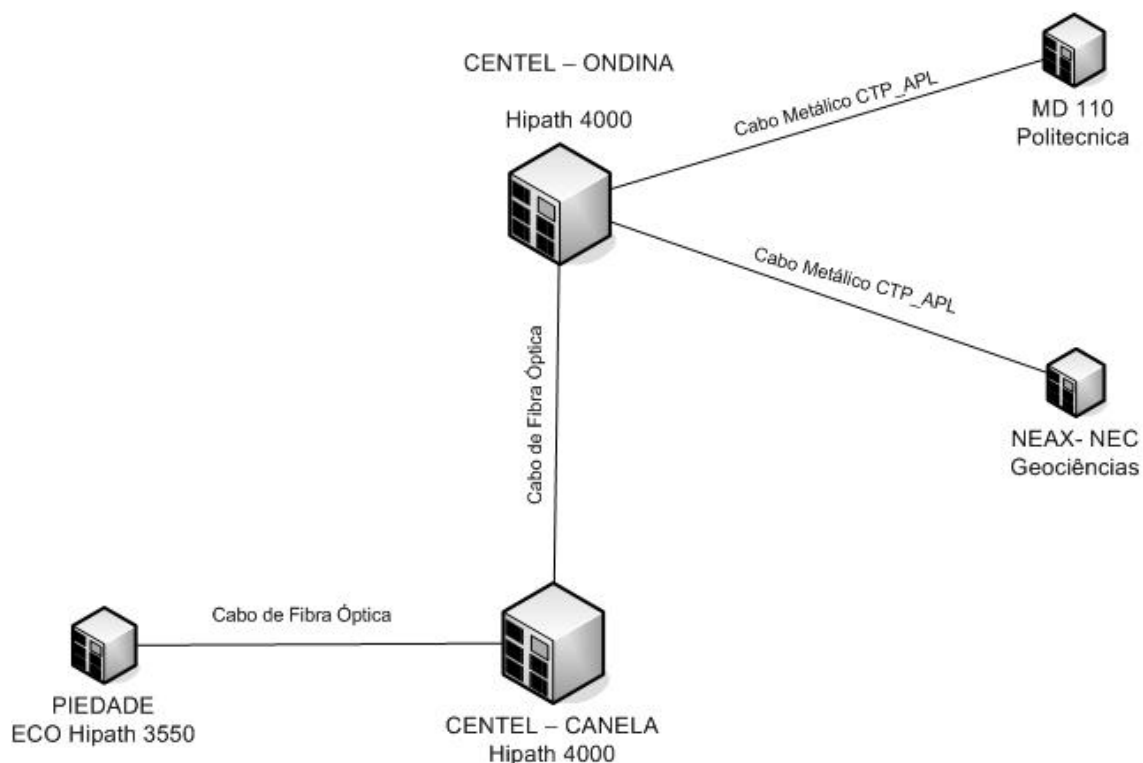 CENTEL – ONDINA
Hipath 4000
Cabo Metálico CTP_APL
MD 110
Politecnica
Cabo Metálico CTP_APL
NEAX- NEC
Geociências
Cabo de Fibra Óptica
Cabo de Fibra Óptica
PIEDADE
ECO Hipath 3550
CENTEL – CANELA
Hipath 4000